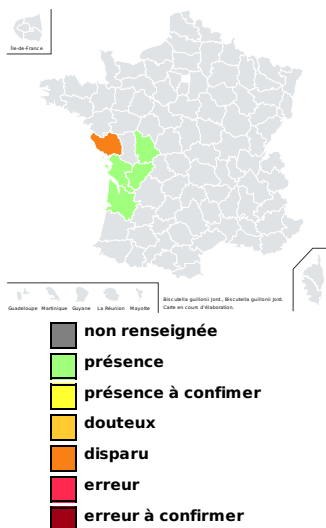 Île-de-France
Guadeloupe Martinique Guyane La Réunion Mayotte
Biscutella guillonii Jord., Biscutella guillonii Jord.
Carte en cours d'élaboration.
non renseignée
présence
présence à confimer
douteux
disparu
erreur
erreur à confirmer